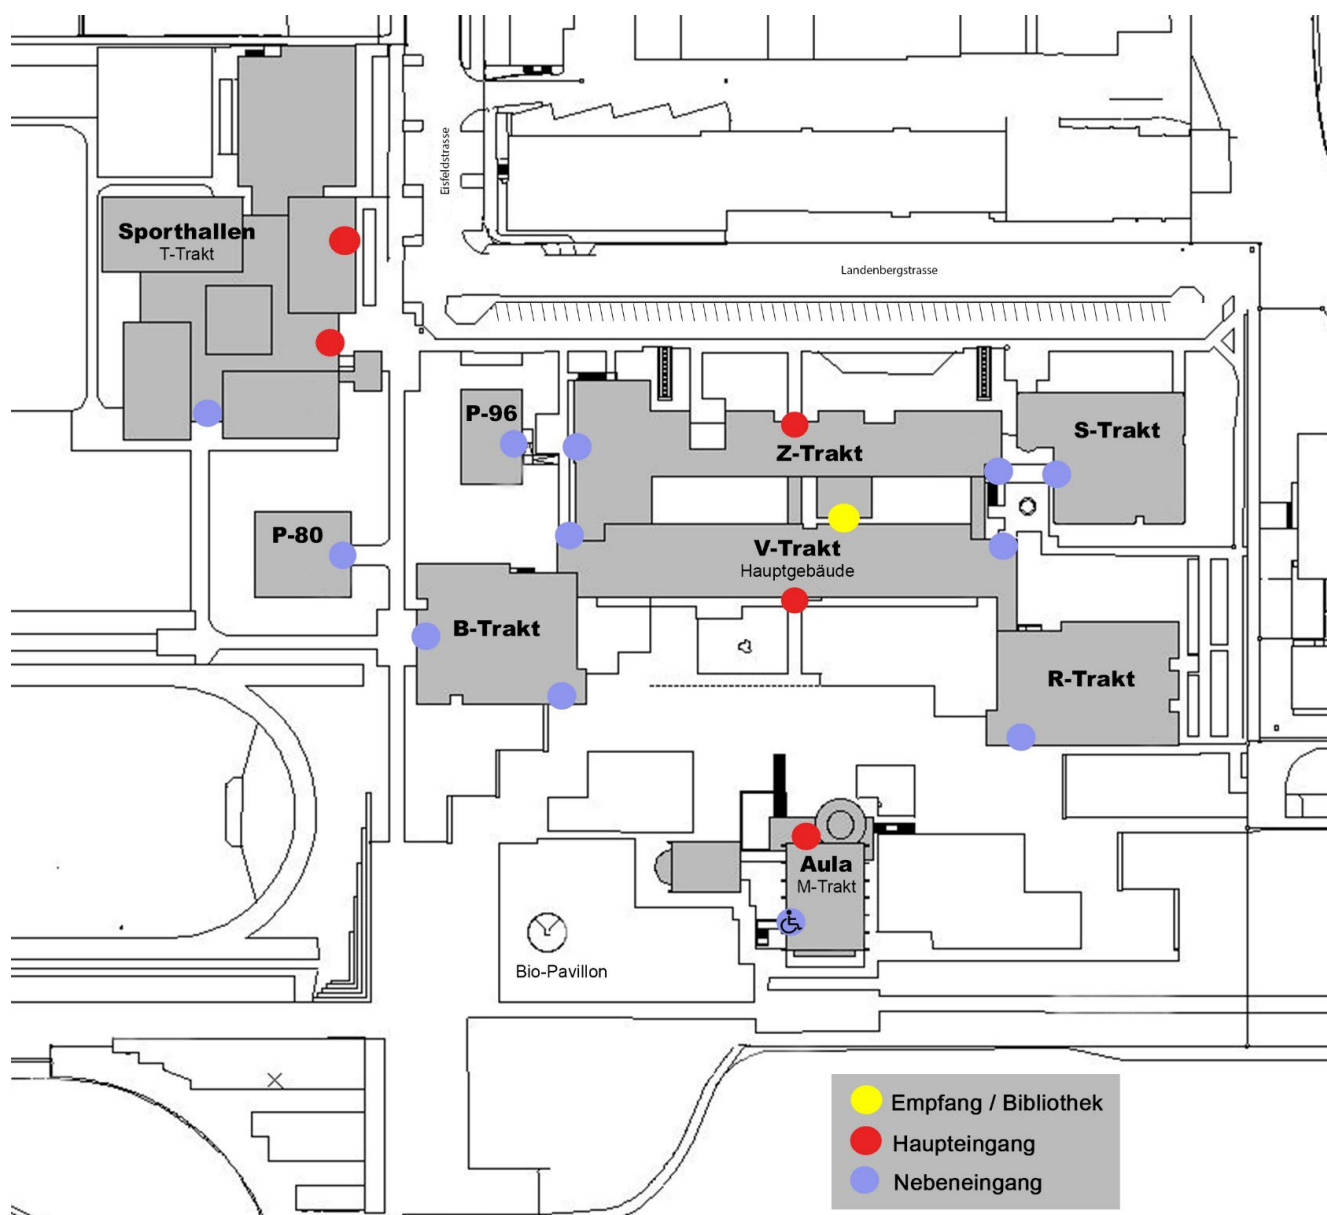 Eisfeldstrasse
Sporthallen
T-Trakt
Landenbergstrasse
P-96
S-Trakt
Z-Trakt
P-80
V-Trakt
Hauptgebäude
B-Trakt
R-Trakt
Aula
M-Trakt
Bio-Pavillon
Empfang / Bibliothek
Haupteingang
Nebeneingang